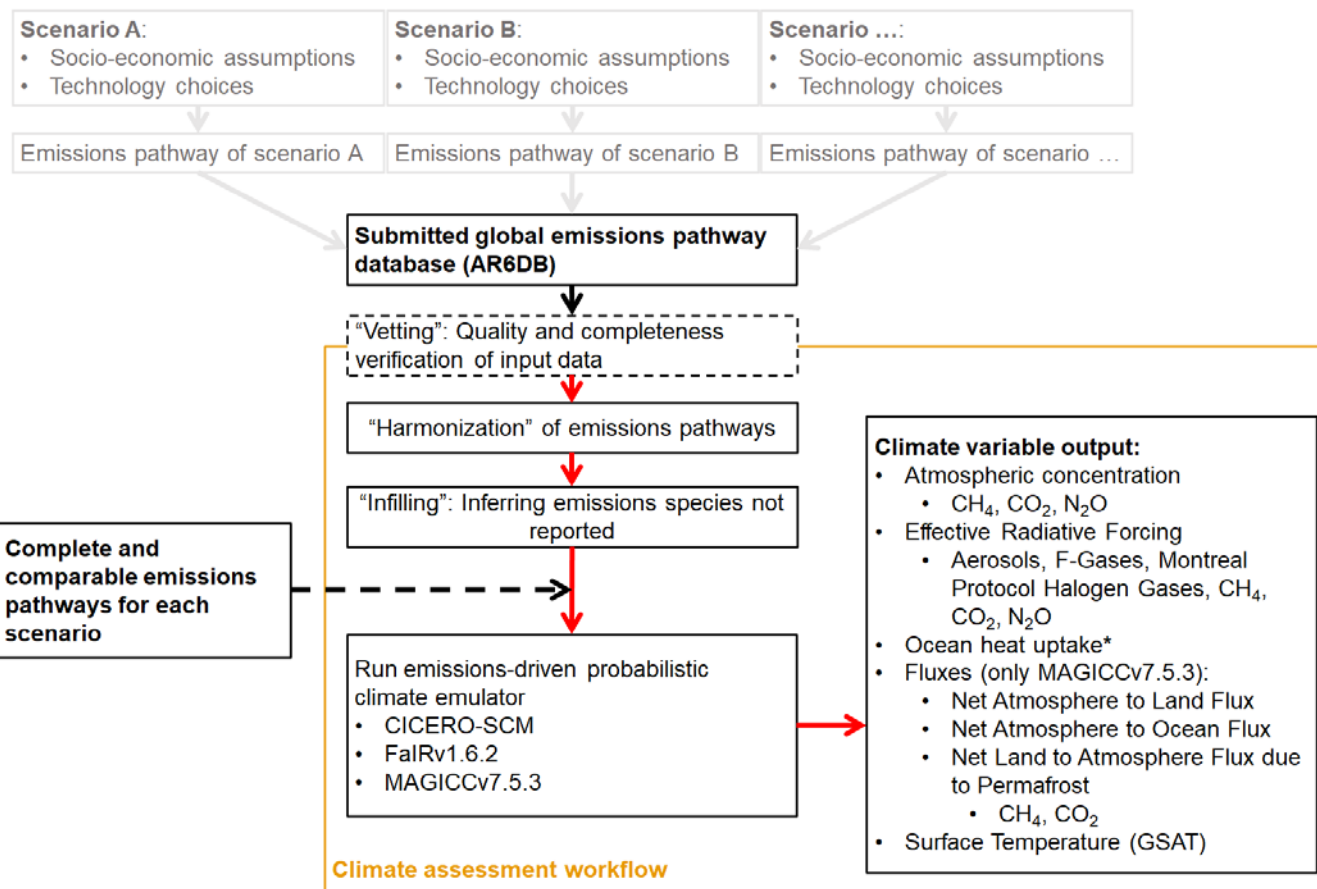 Scenario A:
• Socio-economic assumptions
• Technology choices
Scenario B:
• Socio-economic assumptions
• Technology choices
Scenario …:
• Socio-economic assumptions
• Technology choices
Emissions pathway of scenario A
Emissions pathway of scenario B
Emissions pathway of scenario …
Submitted global emissions pathway
database (AR6DB)
“Vetting”: Quality and completeness
verification of input data
“Harmonization” of emissions pathways
“Infilling”: Inferring emissions species not
reported
Complete and
comparable emissions
pathways for each
scenario
Run emissions-driven probabilistic
climate emulator
• CICERO-SCM
• FaIRv1.6.2
• MAGICCv7.5.3
Climate variable output:
• Atmospheric concentration
• CH₄, CO₂, N₂O
• Effective Radiative Forcing
• Aerosols, F-Gases, Montreal
Protocol Halogen Gases, CH₄,
CO₂, N₂O
• Ocean heat uptake*
• Fluxes (only MAGICCv7.5.3):
• Net Atmosphere to Land Flux
• Net Atmosphere to Ocean Flux
• Net Land to Atmosphere Flux due
to Permafrost
• CH₄, CO₂
• Surface Temperature (GSAT)
Climate assessment workflow